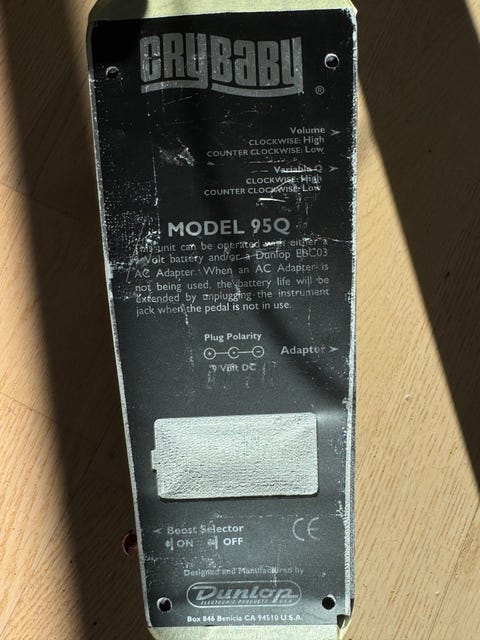 CRYBABY
®
Volume
CLOCKWISE: High
COUNTER CLOCKWISE: Low
Variable Q
CLOCKWISE: High
COUNTER CLOCKWISE: Low
MODEL 95Q
This unit can be operated with either a
9 Volt battery and/or a Dunlop ECB03
AC Adapter. When an AC Adapter is
not being used, the battery life will be
extended by unplugging the instrument
jack when the pedal is not in use.
Plug Polarity
Adaptor
9 Volt DC
Boost Selector
ON OFF
CE
Designed and Manufactured by
Dunlop
ELECTRONIC PRODUCTS U.S.A.
Box 846 Benicia CA 94510 U.S.A.